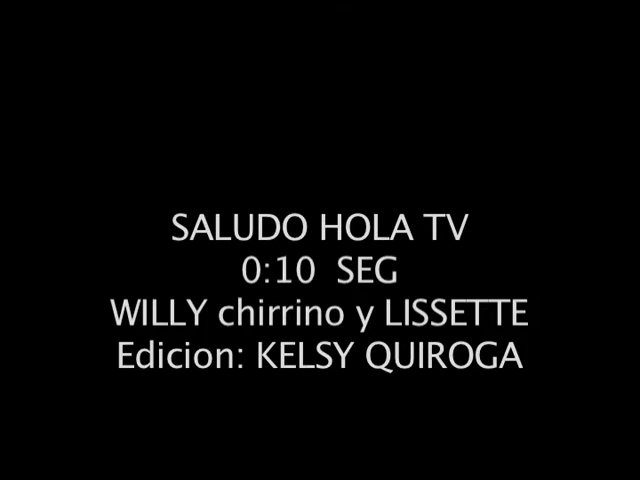 SALUDO HOLA TV
0:10 SEG
WILLY chirrino y LISSETTE
Edicion: KELSY QUIROGA